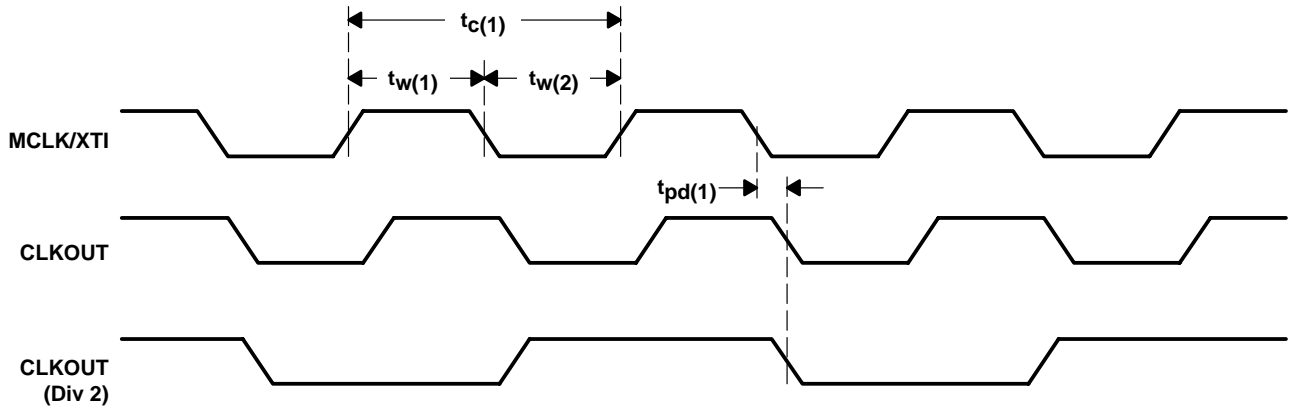 tc(1)
tw(1) tw(2)
MCLK/XTI
tpd(1)
CLKOUT
CLKOUT
(Div 2)